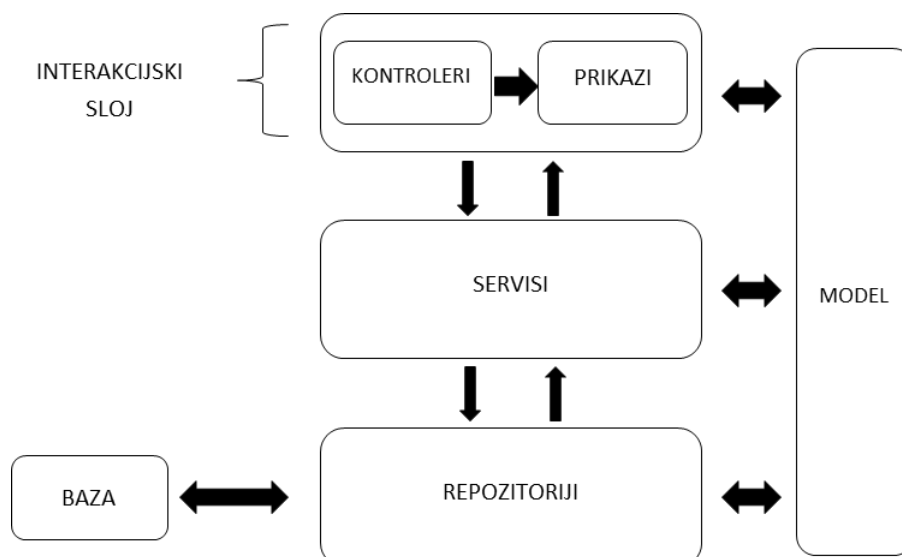 INTERAKCIJSKI
SLOJ
KONTROLERI
PRIKAZI
SERVISI
MODEL
BAZA
REPOZITORIJI